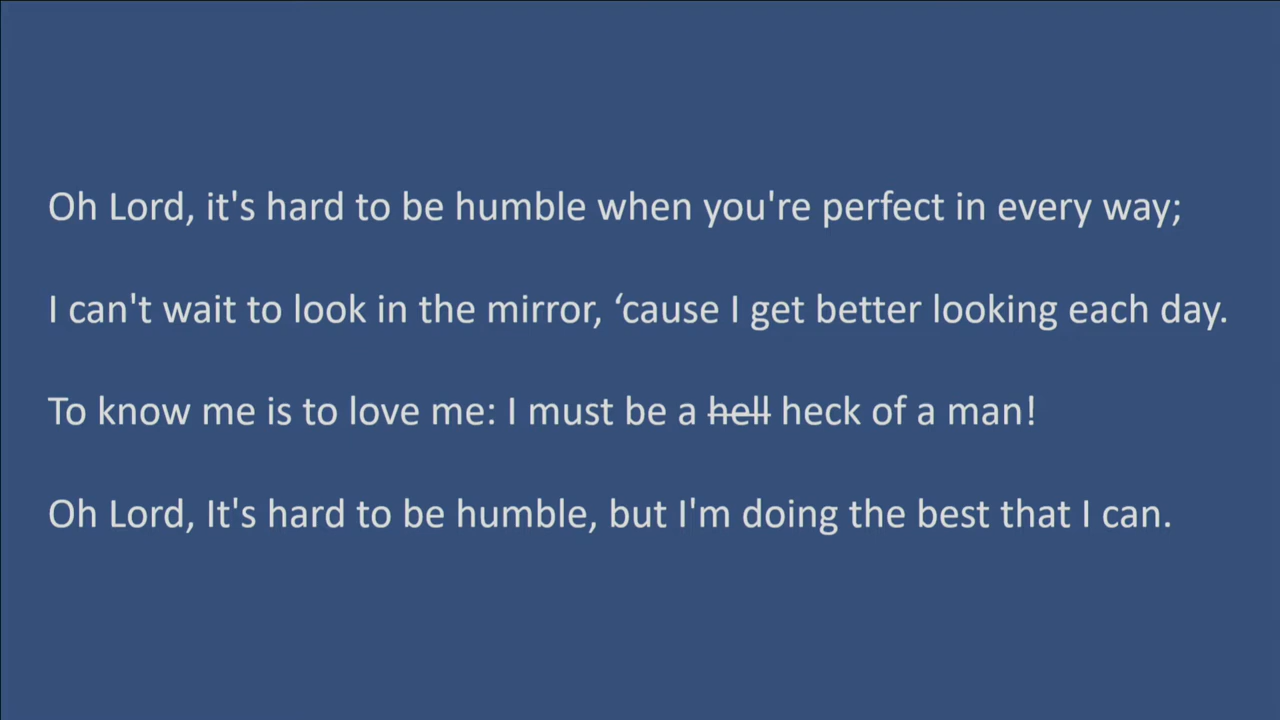 Oh Lord, it's hard to be humble when you're perfect in every way;
I can't wait to look in the mirror, ‘cause I get better looking each day.
To know me is to love me: I must be a ~~hell~~ heck of a man!
Oh Lord, It's hard to be humble, but I'm doing the best that I can.